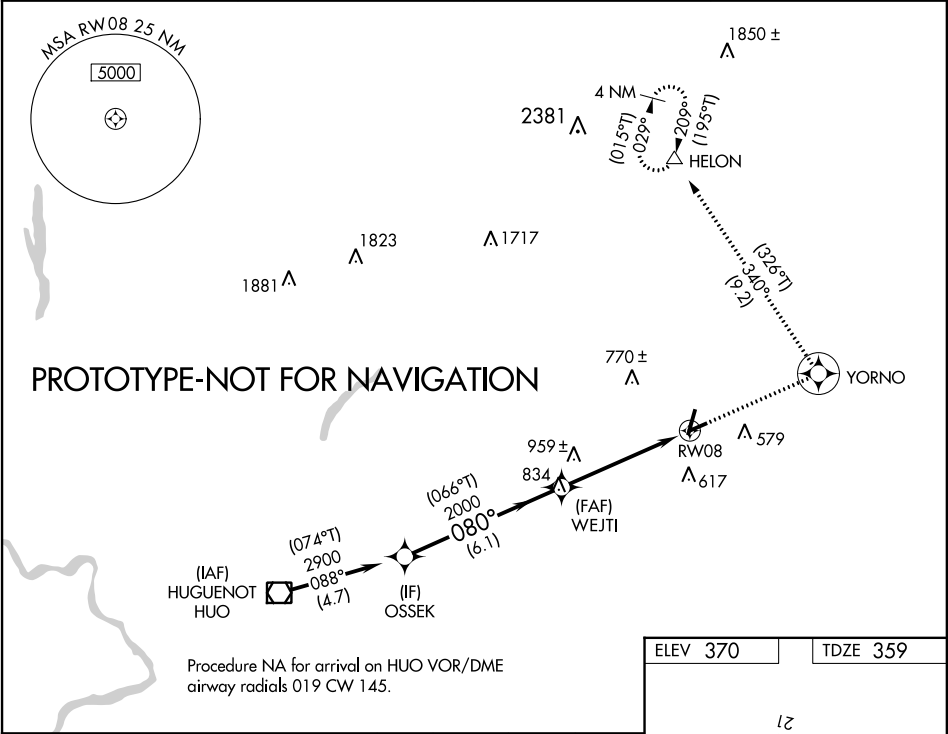 MSA RW08 25 NM
5000
1850 ±
4 NM
2381
(015°T)
029°
209°
(195°T)
HELON
1823
1717
1881
(326°T)
340°
(9.2)
PROTOTYPE-NOT FOR NAVIGATION
770 ±
YORNO
959 ±
579
RW08
834
617
(066°T)
2000
080°
(6.1)
(FAF)
WEJTI
(074°T)
2900
088°
(4.7)
(IAF)
HUGUENOT
HUO
(IF)
OSSEK
Procedure NA for arrival on HUO VOR/DME
airway radials 019 CW 145.
ELEV 370
TDZE 359
21